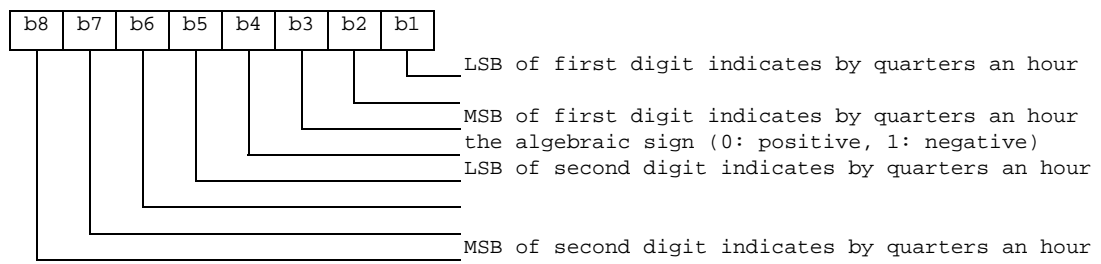 b8 b7 b6 b5 b4 b3 b2 b1
LSB of first digit indicates by quarters an hour
MSB of first digit indicates by quarters an hour
the algebraic sign (0: positive, 1: negative)
LSB of second digit indicates by quarters an hour
MSB of second digit indicates by quarters an hour